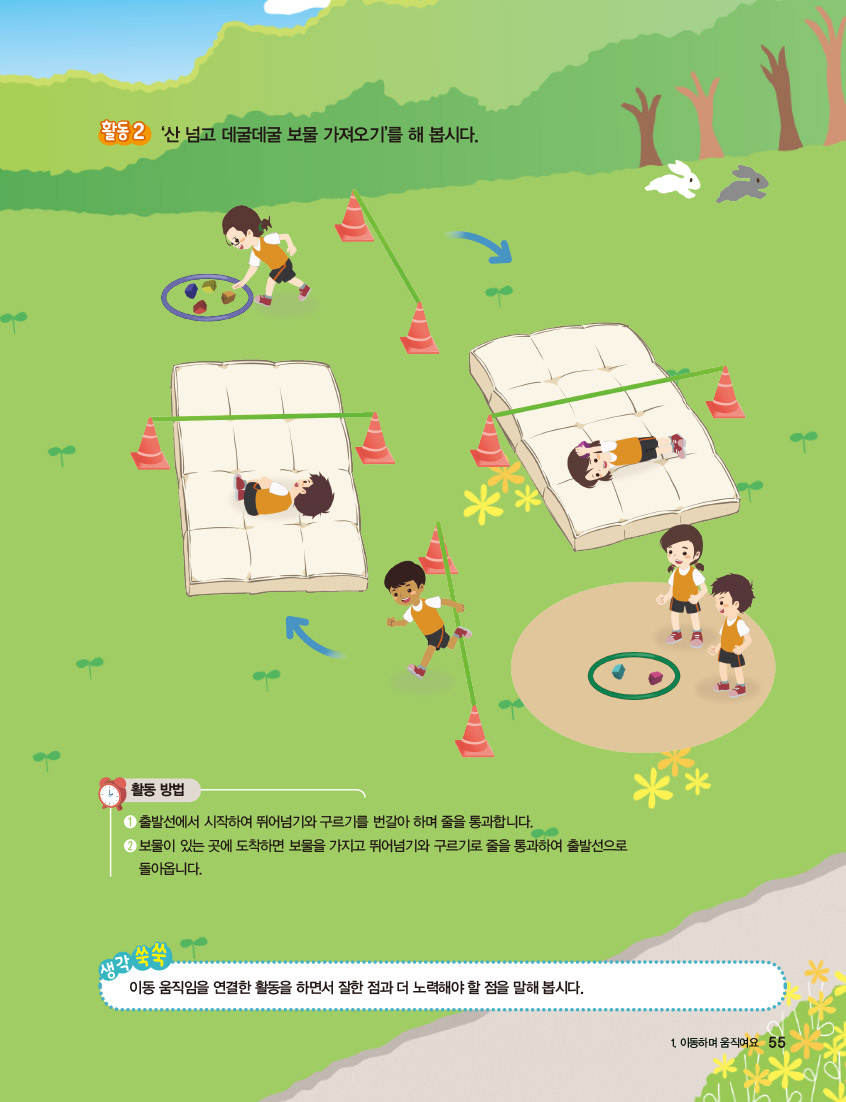 활동 2 '산 넘고 데굴데굴 보물 가져오기'를 해 봅시다.
활동 방법
1 출발선에서 시작하여 뛰어넘기와 구르기를 번갈아 하며 줄을 통과합니다.
2 보물이 있는 곳에 도착하면 보물을 가지고 뛰어넘기와 구르기로 줄을 통과하여 출발선으로
돌아옵니다.
생각 쑥쑥
이동 움직임을 연결한 활동을 하면서 잘한 점과 더 노력해야 할 점을 말해 봅시다.
1. 이동하며 움직여요 55